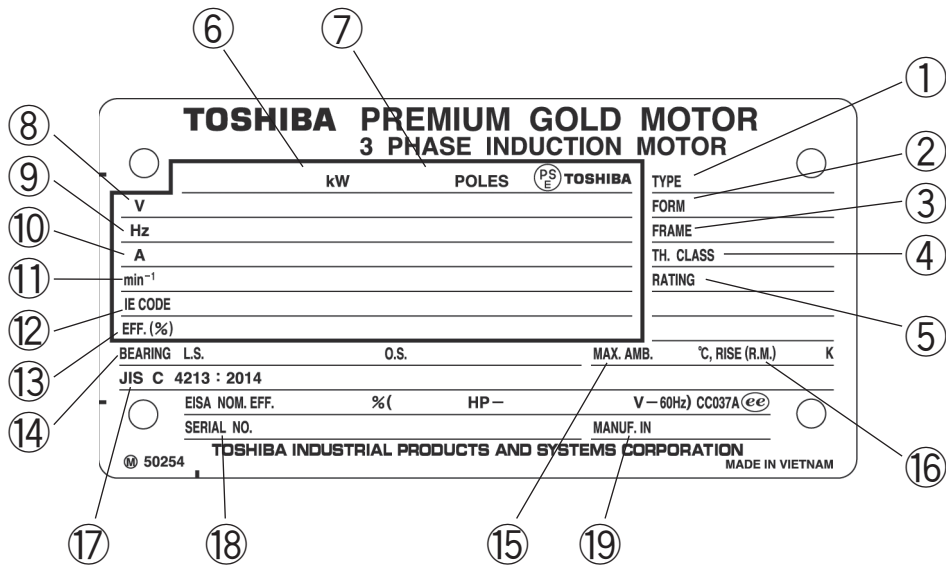 ⑥ ⑦
①
⑧ TOSHIBA PREMIUM GOLD MOTOR
3 PHASE INDUCTION MOTOR ②
⑨ kW POLES PS E TOSHIBA TYPE
V FORM ③
⑩ Hz FRAME
A TH. CLASS ④
⑪ min⁻¹ RATING
⑫ IE CODE
EFF. (%) ⑤
⑬ BEARING L.S. O.S. MAX. AMB. °C, RISE (R.M.) K
JIS C 4213 : 2014
⑭ EISA NOM. EFF. %( HP− V−60Hz) CC037A ee
SERIAL NO. MANUF. IN
TOSHIBA INDUSTRIAL PRODUCTS AND SYSTEMS CORPORATION
Ⓜ 50254 MADE IN VIETNAM ⑯
⑰ ⑱ ⑮ ⑲